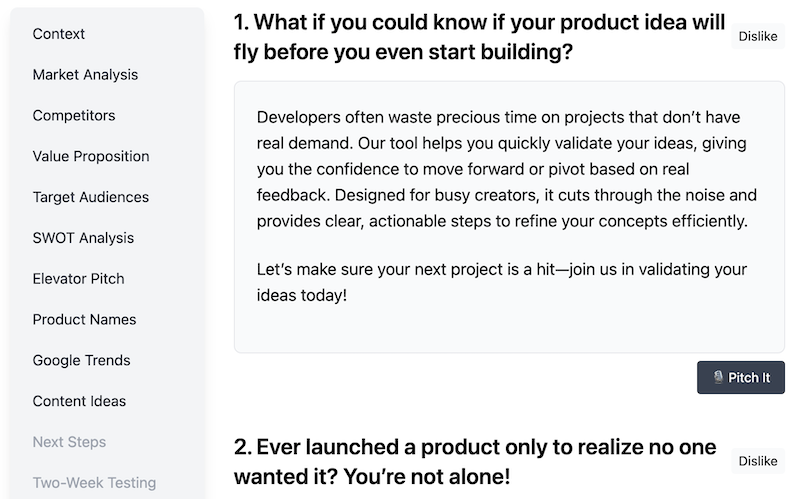 Context
Market Analysis
Competitors
Value Proposition
Target Audiences
SWOT Analysis
Elevator Pitch
Product Names
Google Trends
Content Ideas
Next Steps
Two-Week Testing
1. What if you could know if your product idea will
fly before you even start building?
Dislike
Developers often waste precious time on projects that don’t have
real demand. Our tool helps you quickly validate your ideas, giving
you the confidence to move forward or pivot based on real
feedback. Designed for busy creators, it cuts through the noise and
provides clear, actionable steps to refine your concepts efficiently.
Let’s make sure your next project is a hit—join us in validating your
ideas today!
Pitch It
2. Ever launched a product only to realize no one
wanted it? You’re not alone!
Dislike